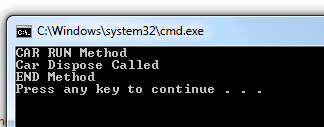 C:\Windows\system32\cmd.exe
CAR RUN Method
Car Dispose Called
END Method
Press any key to continue . . .